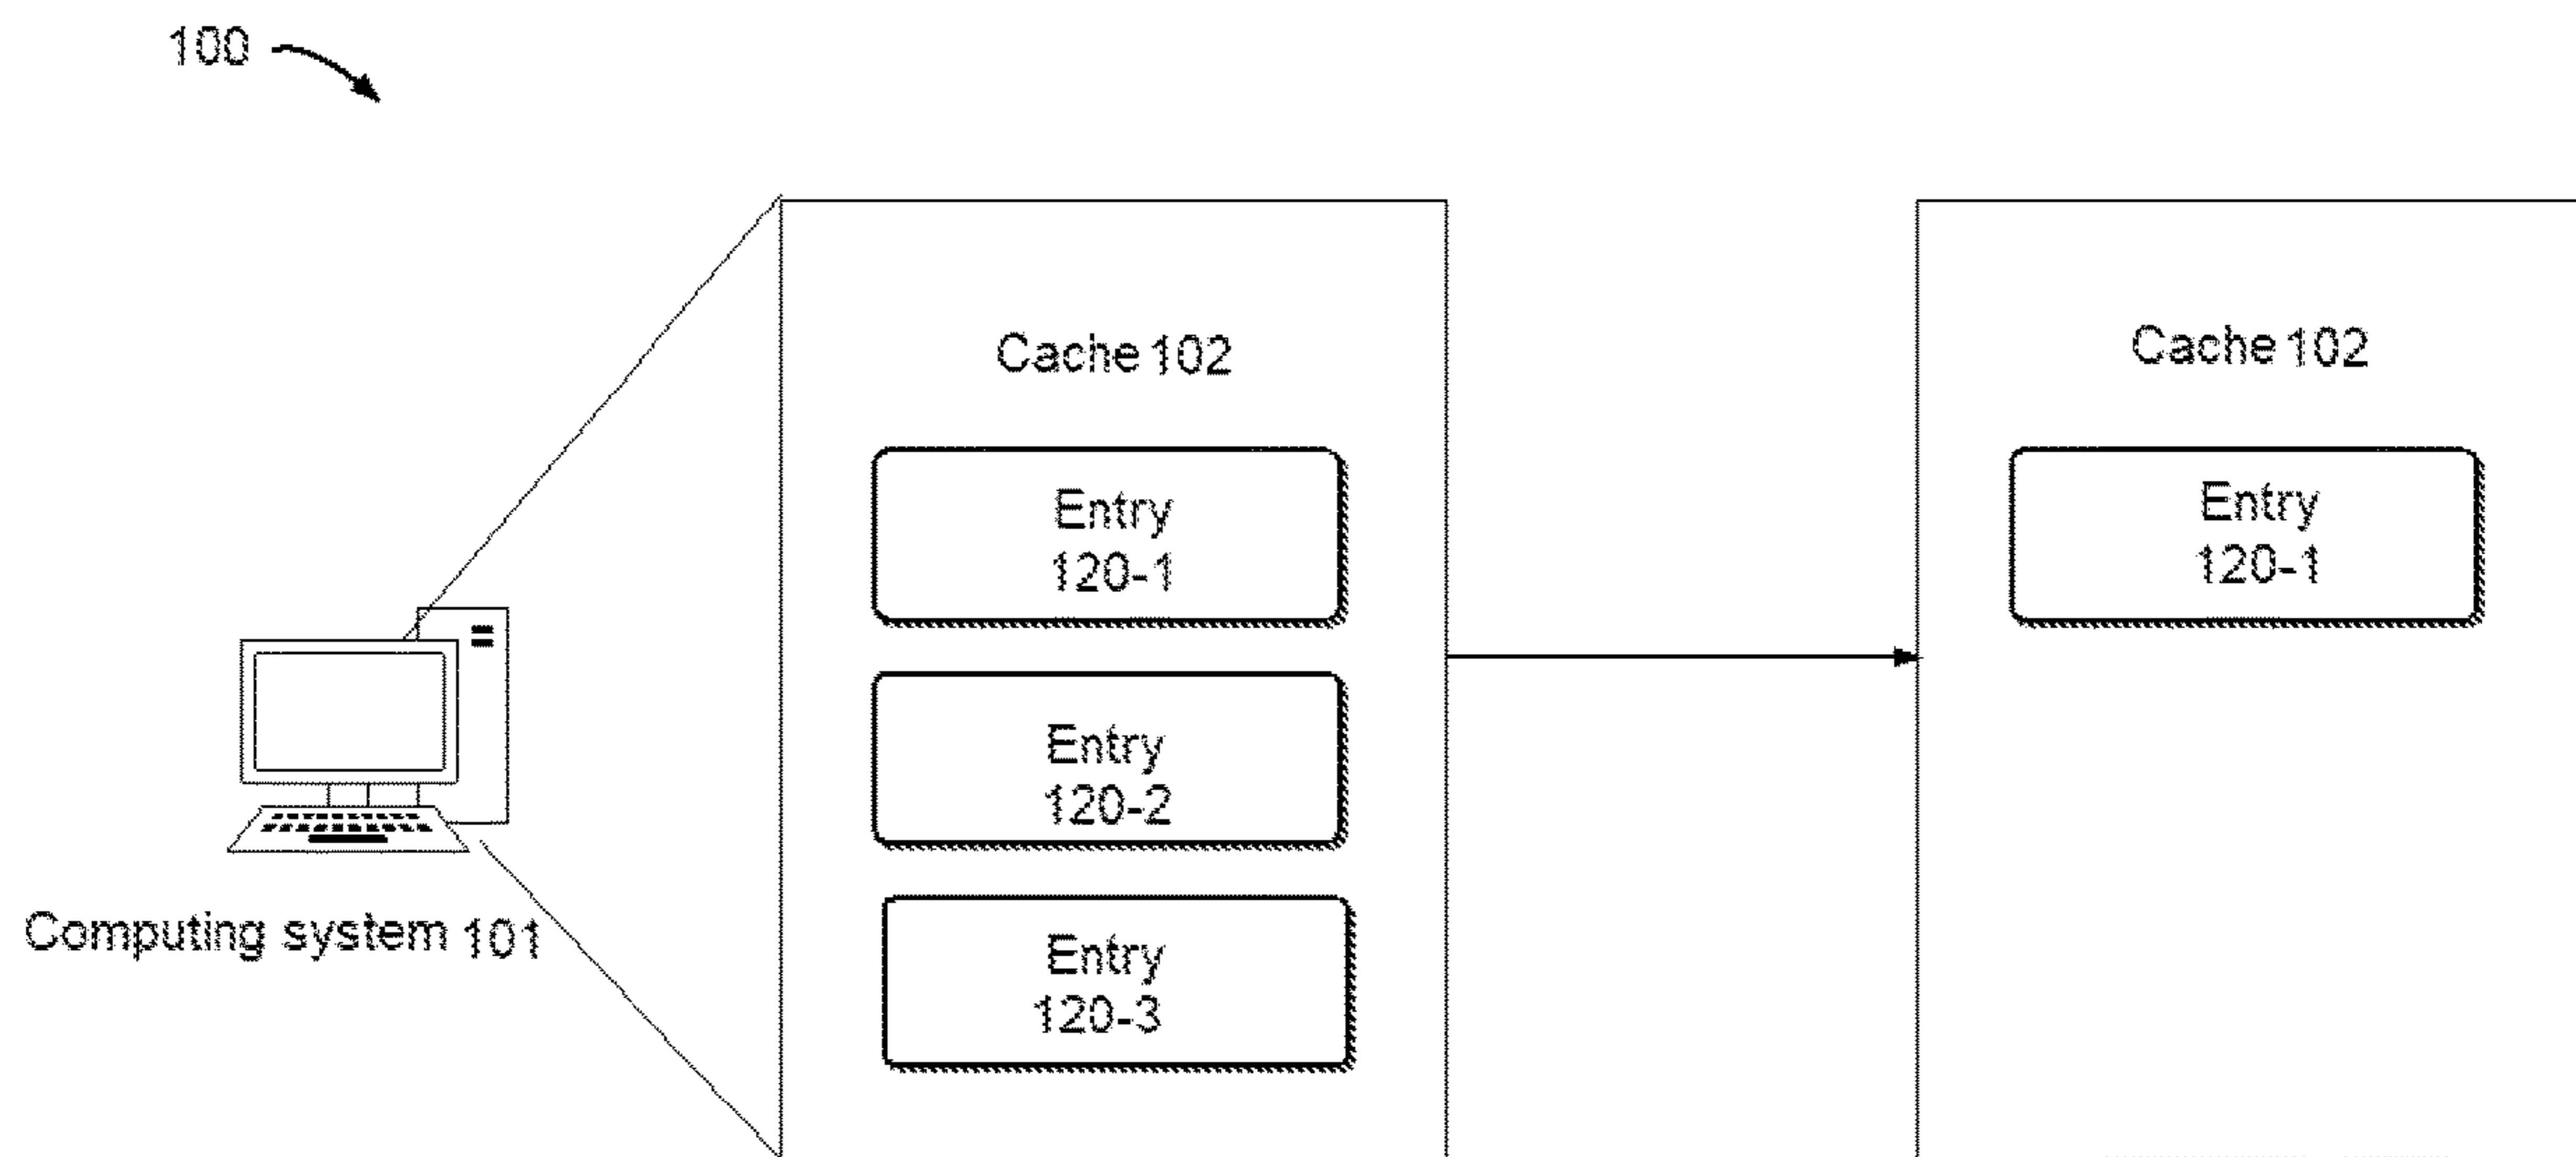 100
Cache 102
Cache 102
Entry
120-1
Entry
120-1
Entry
120-2
Computing system 101
Entry
120-3